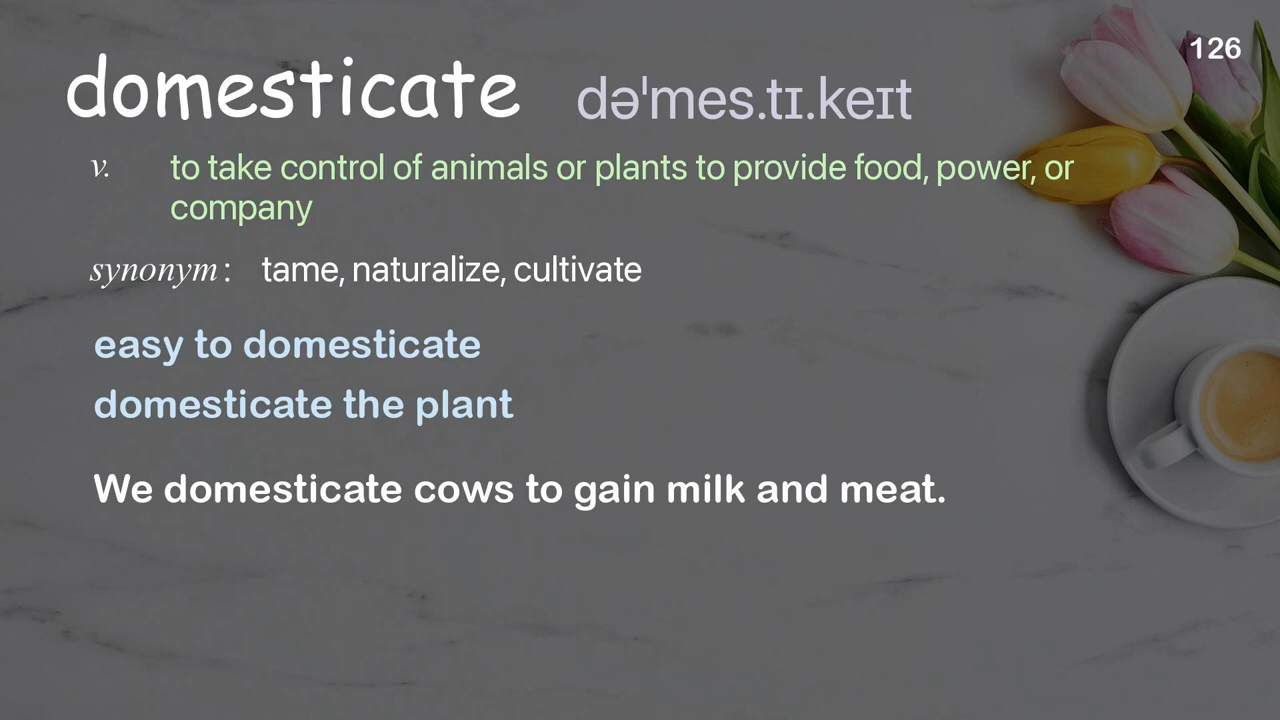 126
domesticate dəˈmes.tɪ.keɪt
v. to take control of animals or plants to provide food, power, or
company
synonym: tame, naturalize, cultivate
easy to domesticate
domesticate the plant
We domesticate cows to gain milk and meat.